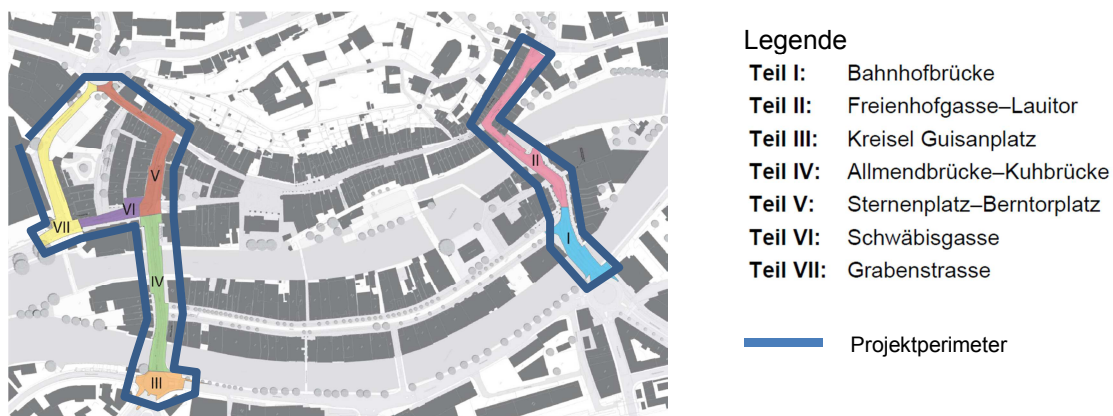 Legende
Teil I: Bahnhofbrücke
Teil II: Freienhofgasse–Lauitor
Teil III: Kreisel Guisanplatz
Teil IV: Allmendbrücke–Kuhbrücke
Teil V: Sternenplatz–Berntorplatz
Teil VI: Schwäbisgasse
Teil VII: Grabenstrasse
Projektperimeter
II
V
VI
VII
I
IV
III